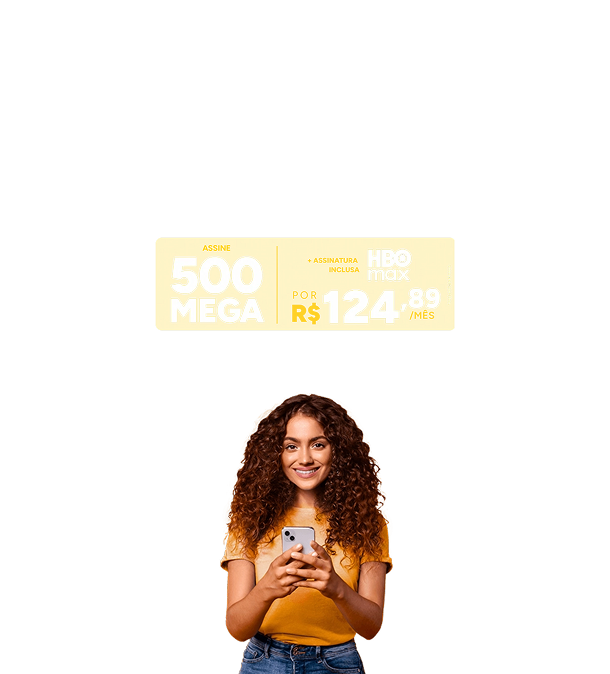 ASSINE
500
MEGA
+ ASSINATURA
INCLUSA
HBO
max
POR
R$124,89
/MÊS